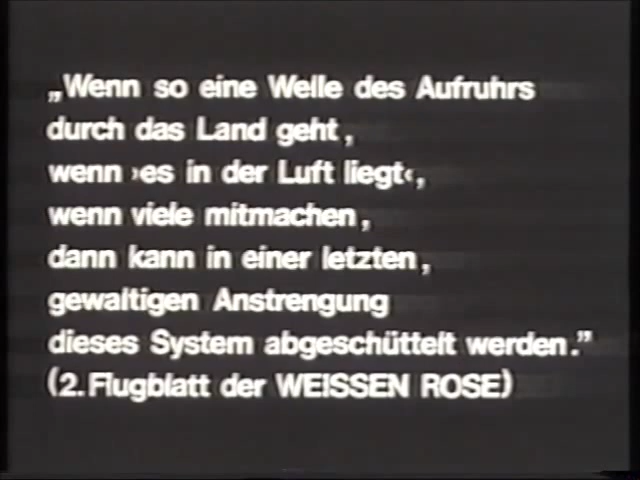 „Wenn so eine Welle des Aufruhrs
durch das Land geht,
wenn ›es in der Luft liegt‹,
wenn viele mitmachen,
dann kann in einer letzten,
gewaltigen Anstrengung
dieses System abgeschüttelt werden.”
(2. Flugblatt der WEISSEN ROSE)